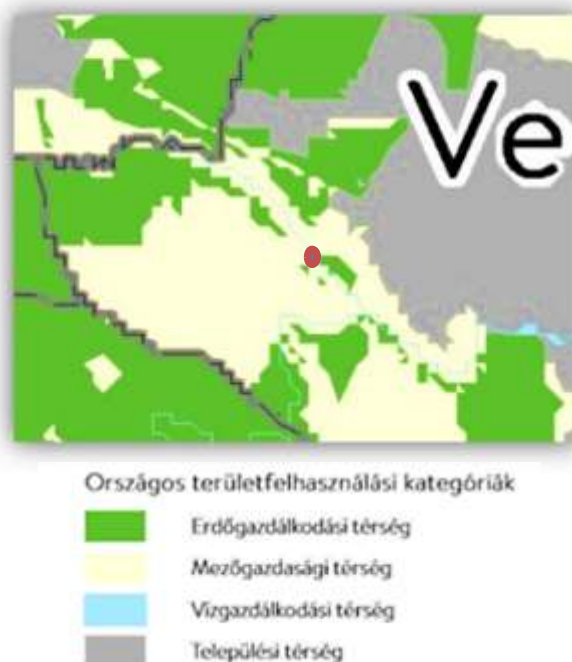 Ve
Országos területfelhasználási kategóriák
Erdőgazdálkodási térség
Mezőgazdasági térség
Vízgazdálkodási térség
Települési térség